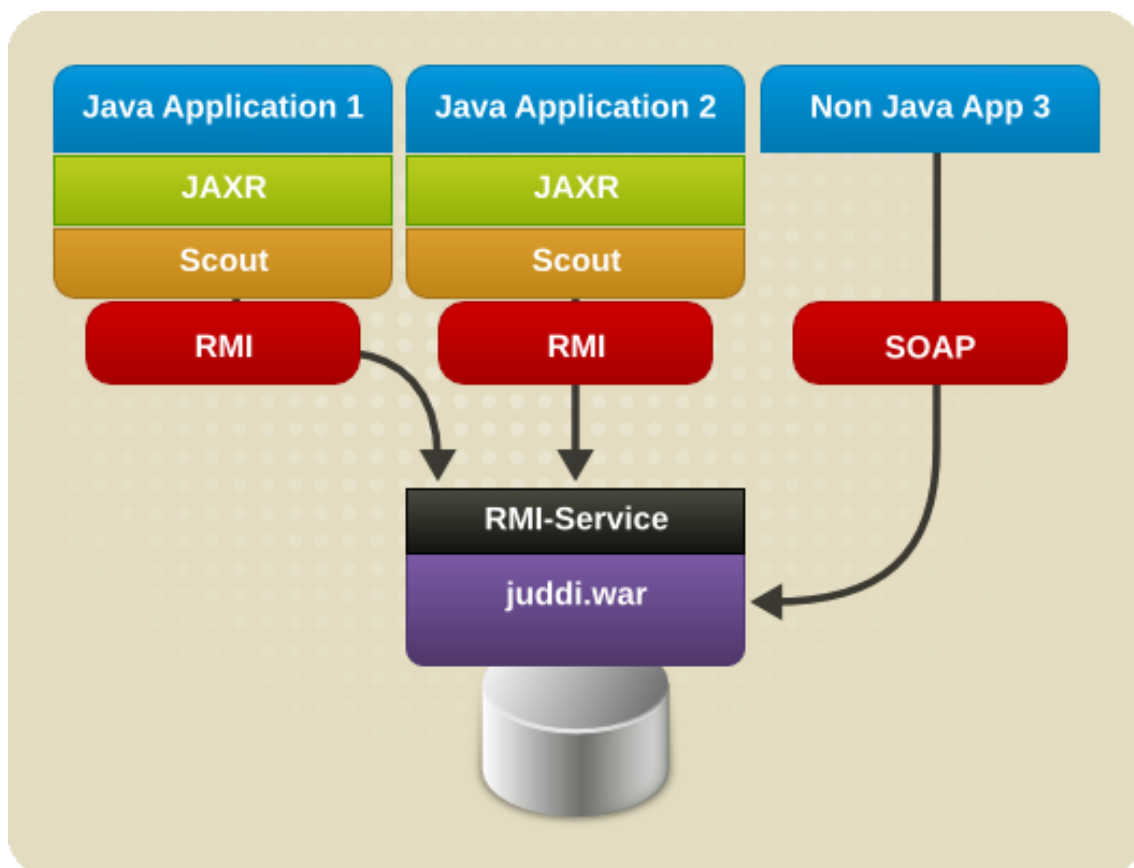 Java Application 1
Java Application 2
Non Java App 3
JAXR
JAXR
Scout
Scout
RMI
RMI
SOAP
RMI-Service
juddi.war